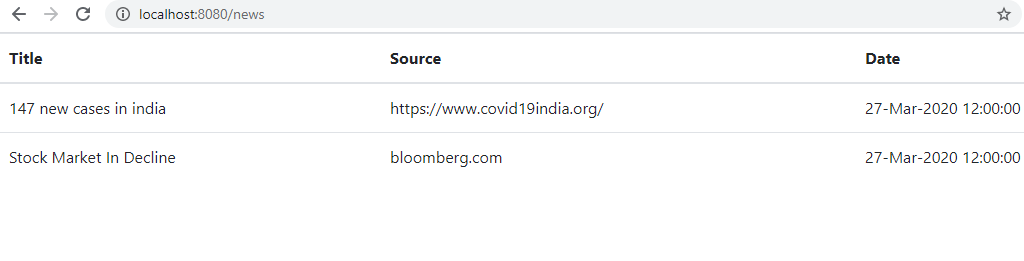 localhost:8080/news
Title Source Date
147 new cases in india https://www.covid19india.org/ 27-Mar-2020 12:00:00
Stock Market In Decline bloomberg.com 27-Mar-2020 12:00:00